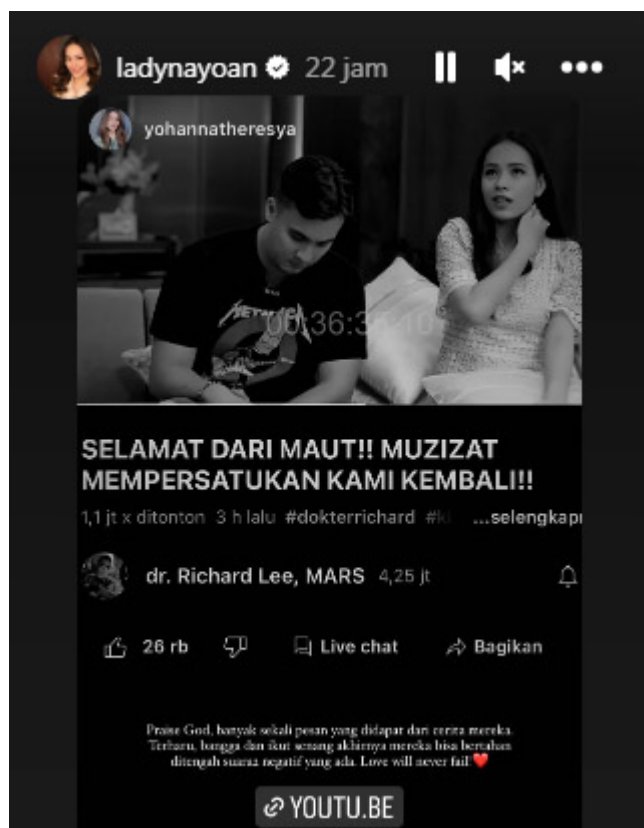 ladynayoan 22 jam
yohannatheresya
METALLICA
SELAMAT DARI MAUT!! MUZIZAT
MEMPERSATUKAN KAMI KEMBALI!!
1,1 jt x ditonton 3 h lalu #dokterrichard ...selengkapn
dr. Richard Lee, MARS 4,25 jt
26 rb Live chat Bagikan
Praise God, banyak sekali pesan yang didapat dari cerita mereka.
Terharu, bangga dan ikut senang akhirnya mereka bisa bertahan
ditengah suara2 negatif yang ada. Love will never fail!❤️
YOUTU.BE